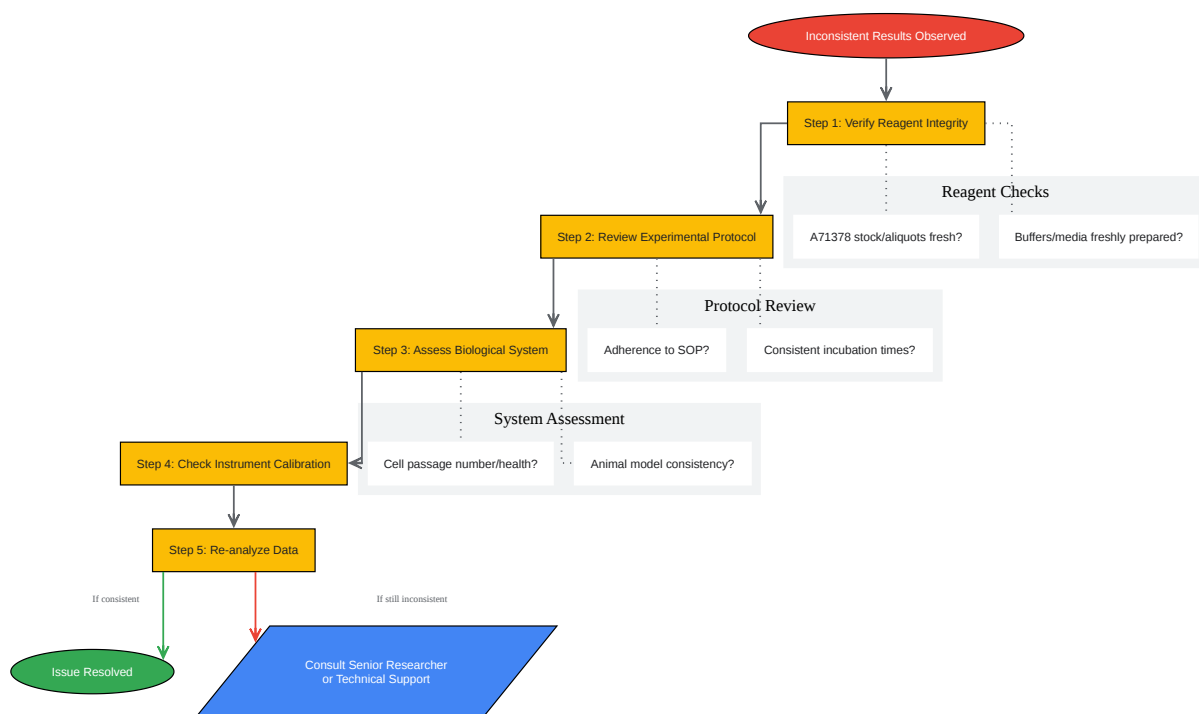 Inconsistent Results Observed
Step 1: Verify Reagent Integrity
Reagent Checks
A71378 stock/aliquots fresh?
Buffers/media freshly prepared?
Step 2: Review Experimental Protocol
Protocol Review
Adherence to SOP?
Consistent incubation times?
Step 3: Assess Biological System
System Assessment
Cell passage number/health?
Animal model consistency?
Step 4: Check Instrument Calibration
Step 5: Re-analyze Data
If consistent
If still inconsistent
Issue Resolved
Consult Senior Researcher
or Technical Support